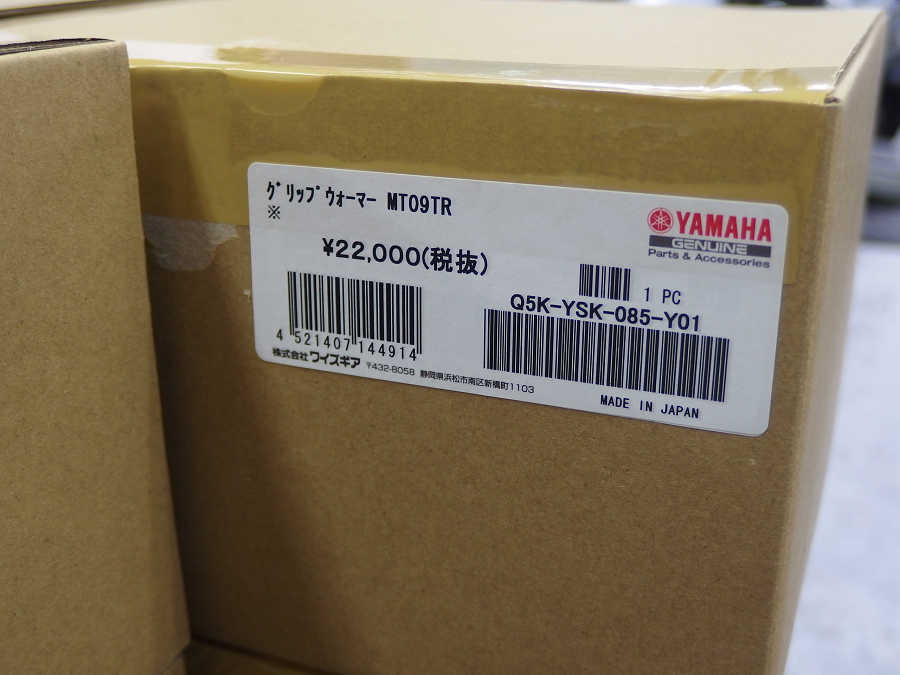 ｸﾞﾘｯﾌﾟｳｫｰﾏｰ MT09TR
※
¥22,000(税抜)
YAMAHA
GENUINE
Parts & Accessories
1 PC
Q5K-YSK-085-Y01
4 521407 144914
株式会社ワイズギア 〒432-8058 静岡県浜松市南区新橋町1103
MADE IN JAPAN